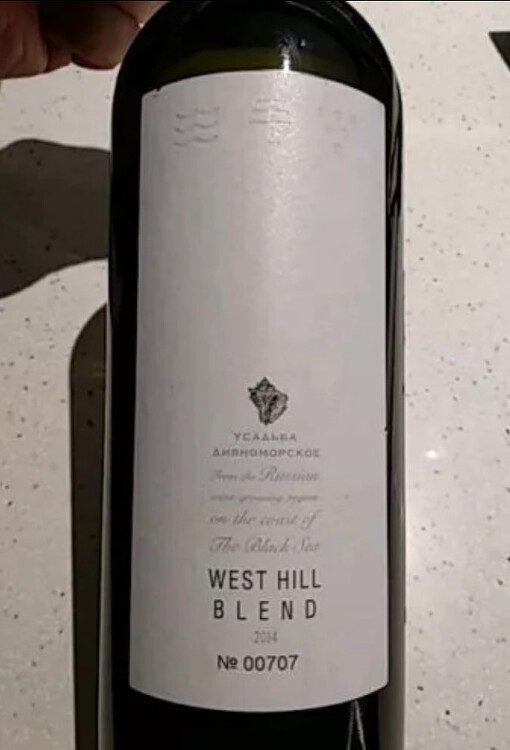 УСАДЬБА
ДИВНОМОРСКОЕ
From the Russian
wine-growing region
on the coast of
The Black Sea
WEST HILL
BLEND
2014
№ 00707